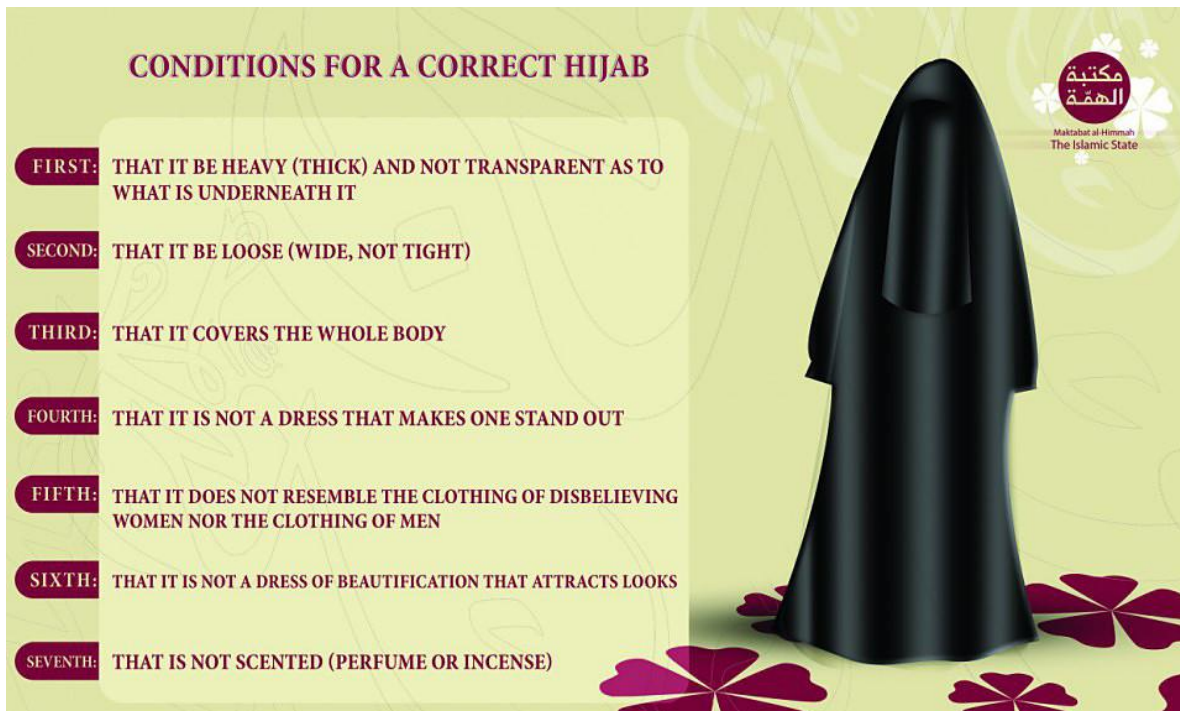 CONDITIONS FOR A CORRECT HIJAB
مكتبة
الهمّة
Maktabat al-Himmah
The Islamic State
FIRST: THAT IT BE HEAVY (THICK) AND NOT TRANSPARENT AS TO
WHAT IS UNDERNEATH IT
SECOND: THAT IT BE LOOSE (WIDE, NOT TIGHT)
THIRD: THAT IT COVERS THE WHOLE BODY
FOURTH: THAT IT IS NOT A DRESS THAT MAKES ONE STAND OUT
FIFTH: THAT IT DOES NOT RESEMBLE THE CLOTHING OF DISBELIEVING
WOMEN NOR THE CLOTHING OF MEN
SIXTH: THAT IT IS NOT A DRESS OF BEAUTIFICATION THAT ATTRACTS LOOKS
SEVENTH: THAT IS NOT SCENTED (PERFUME OR INCENSE)